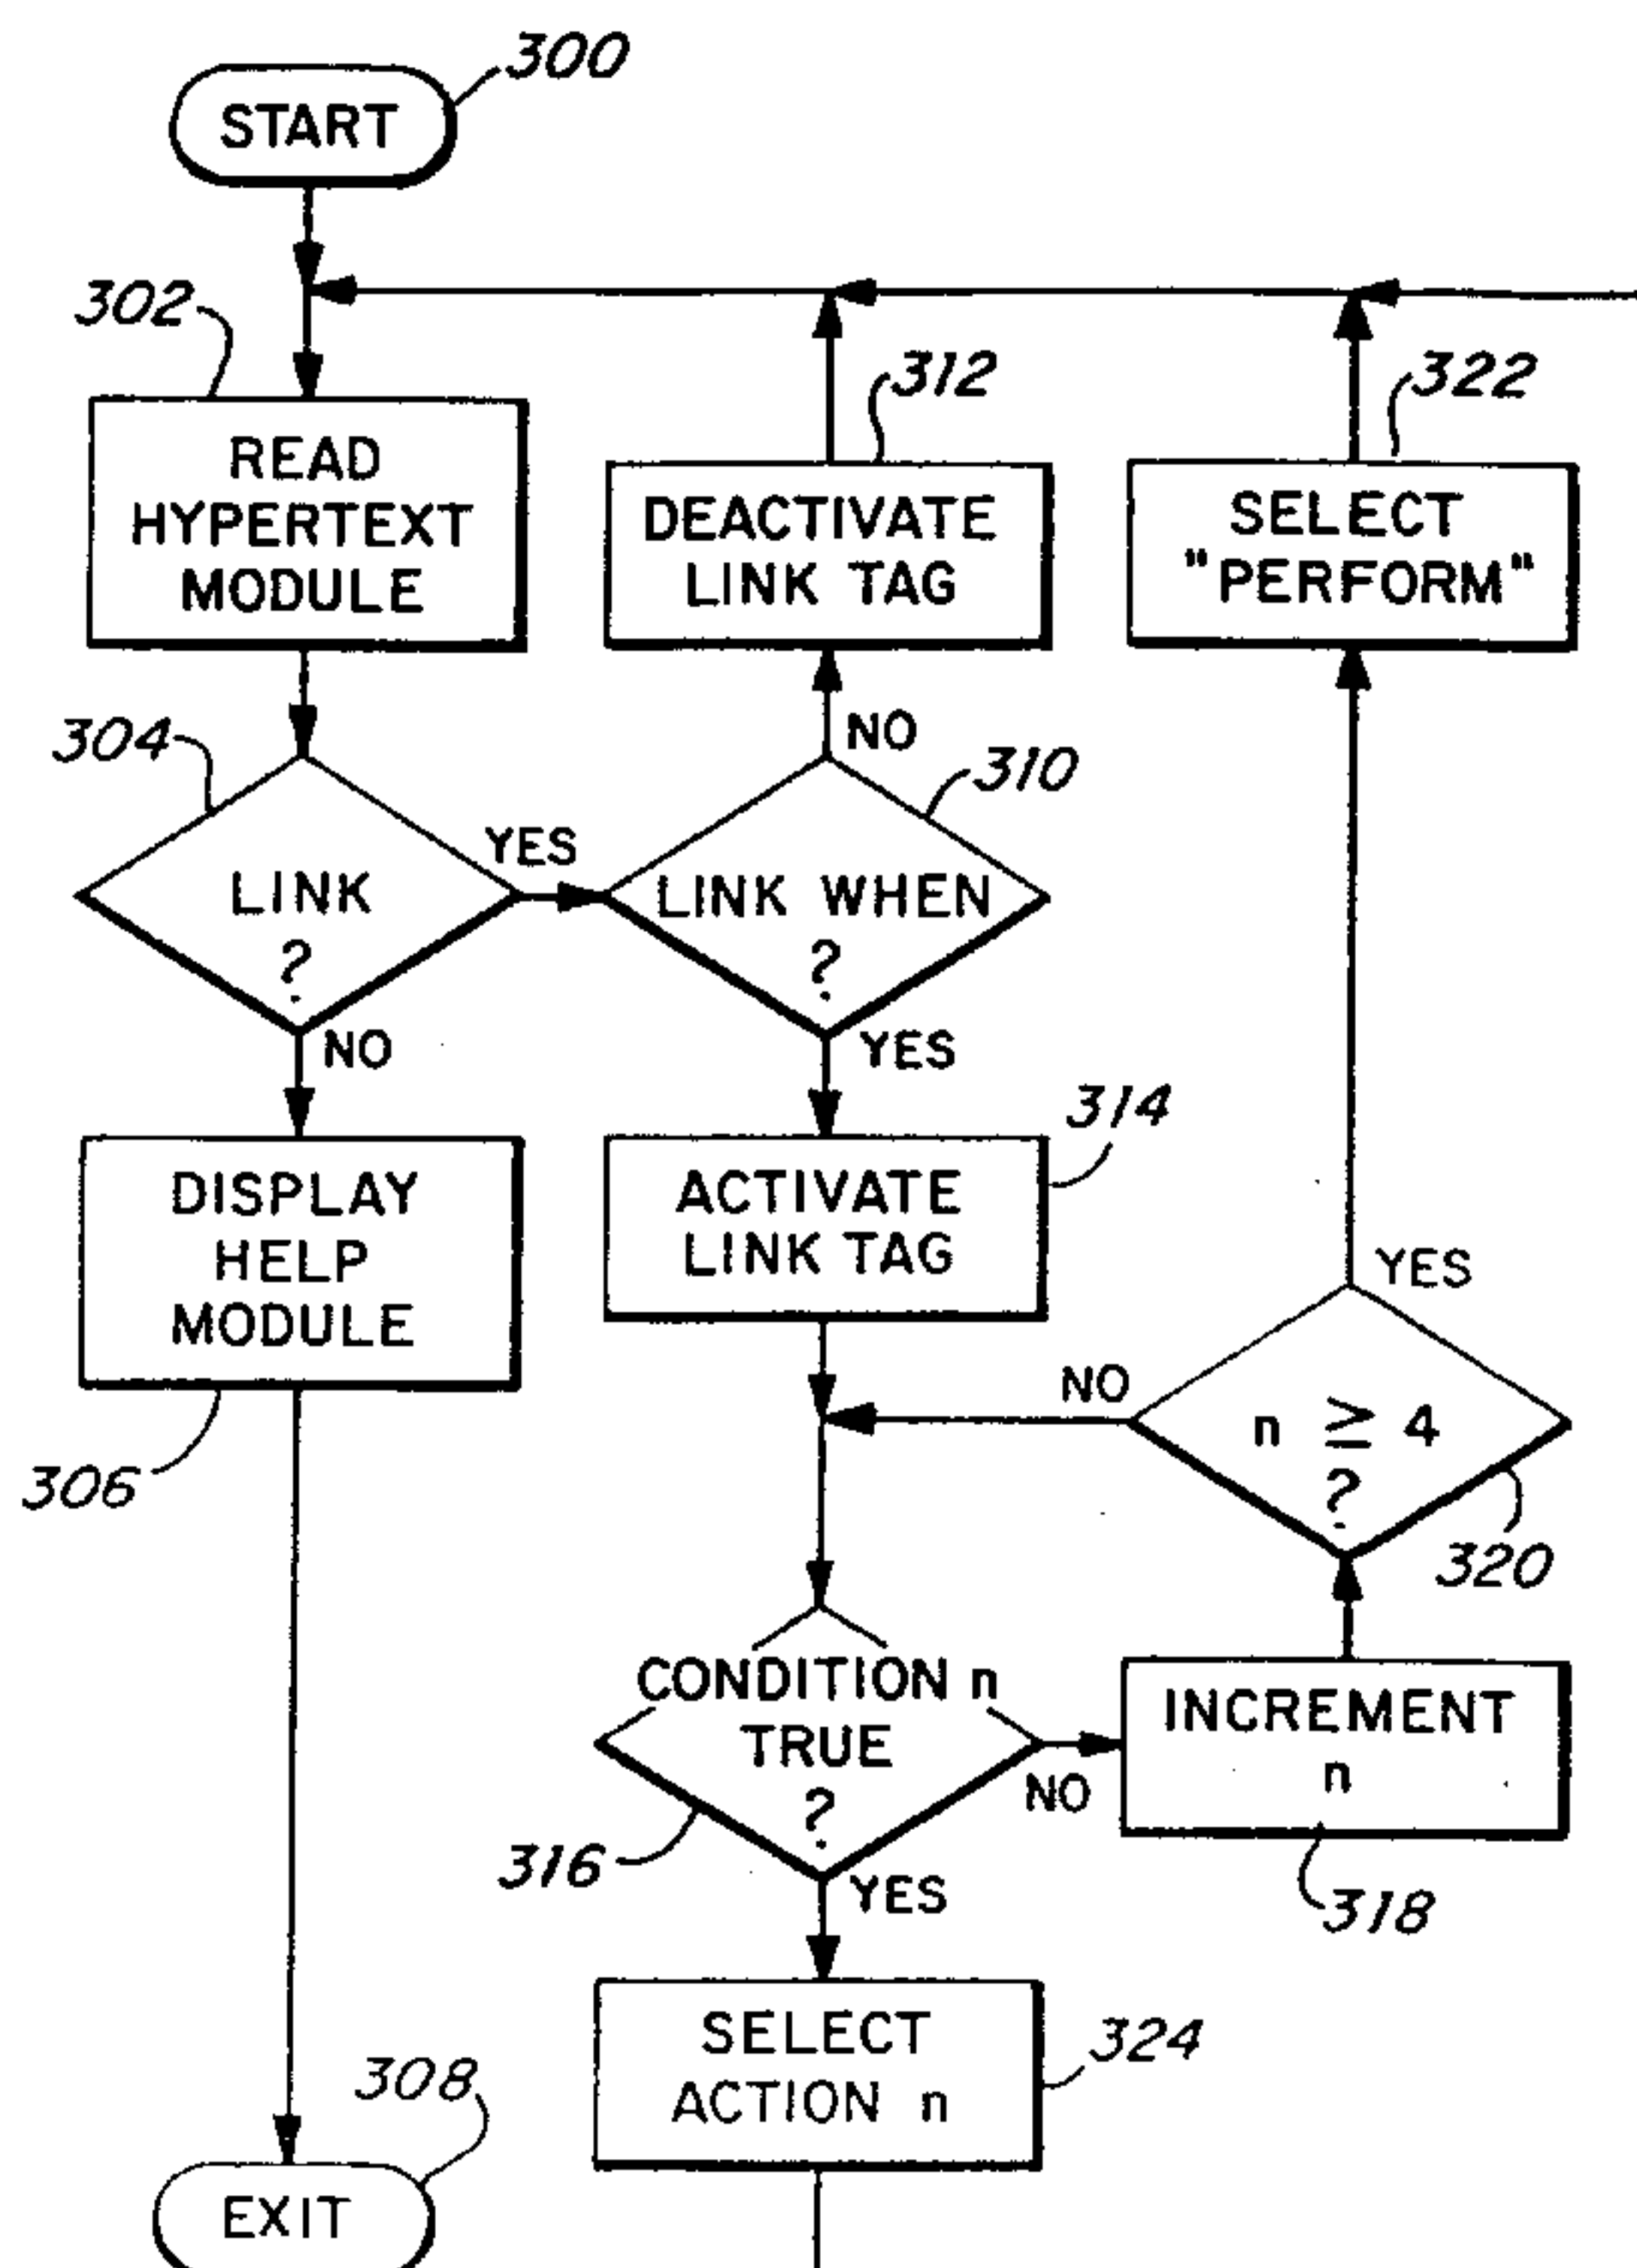 300
START
302
READ
HYPERTEXT
MODULE
312
DEACTIVATE
LINK TAG
322
SELECT
"PERFORM"
304
LINK
?
YES
NO
310
LINK WHEN
?
NO
YES
DISPLAY
HELP
MODULE
306
314
ACTIVATE
LINK TAG
YES
NO
n ≥ 4
?
320
CONDITION n
TRUE
?
NO
316
YES
INCREMENT
n
318
SELECT
ACTION n
324
308
EXIT